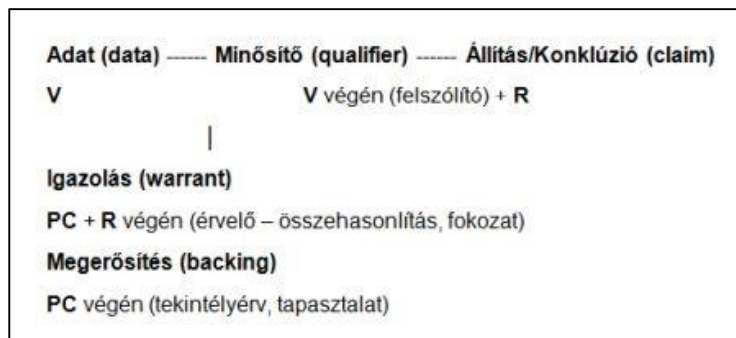 Adat (data) ------ Minősítő (qualifier) ------ Állítás/Konklúzió (claim)
V V végén (felszólító) + R
|
Igazolás (warrant)
PC + R végén (érvelő – összehasonlítás, fokozat)
Megerősítés (backing)
PC végén (tekintélyérv, tapasztalat)